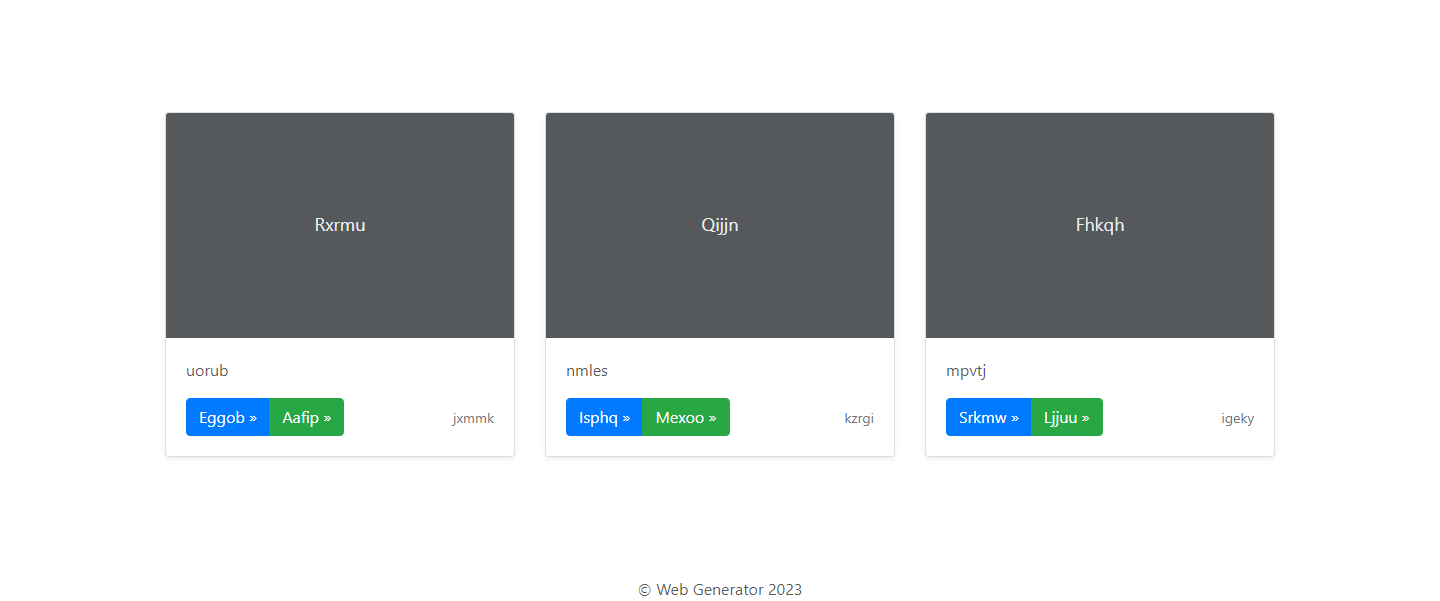 Rxrmu
uorub
Eggob » Aafip » jxmmk
Qijjn
nmles
Isphq » Mexoo » kzrgi
Fhkqh
mpvtj
Srkmw » Ljjuu » igeky
© Web Generator 2023